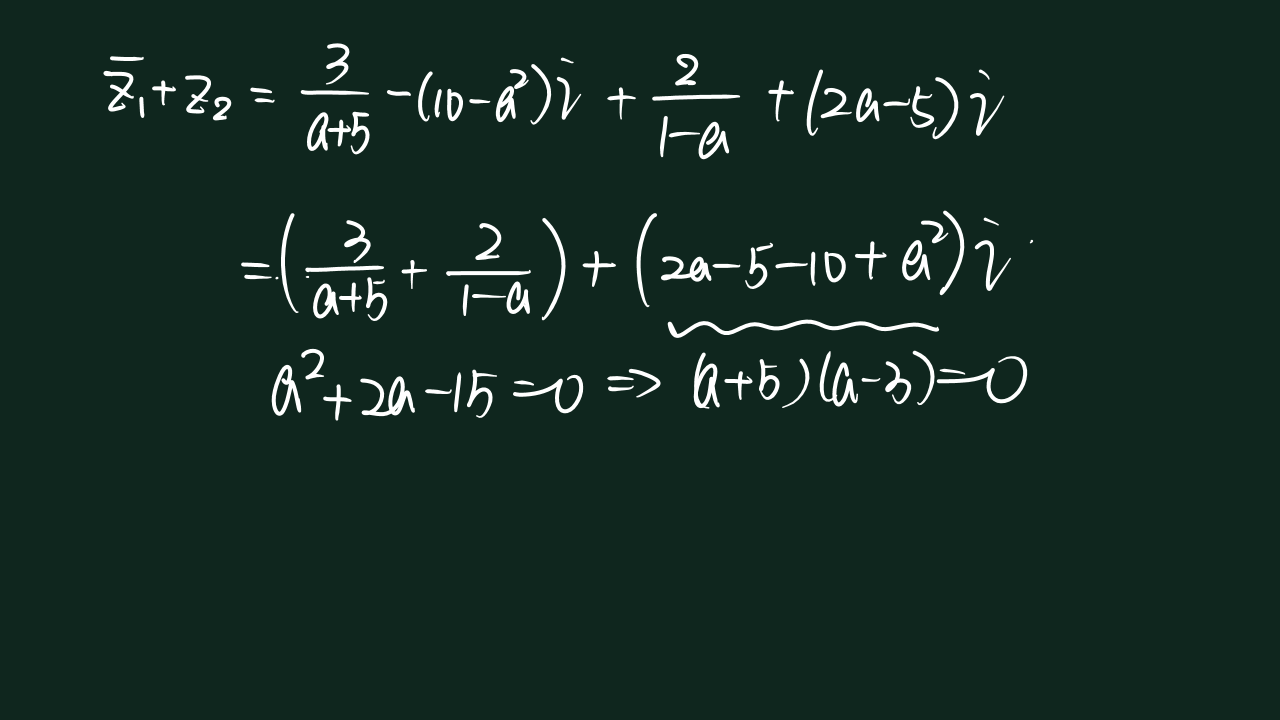 z̄₁+z₂ = 3/(a+5) -(10-a²)i + 2/(1-a) +(2a-5)i
=(3/(a+5) + 2/(1-a)) + (2a-5-10+a²)i
a²+2a-15=0 ⇒ (a+5)(a-3)=0